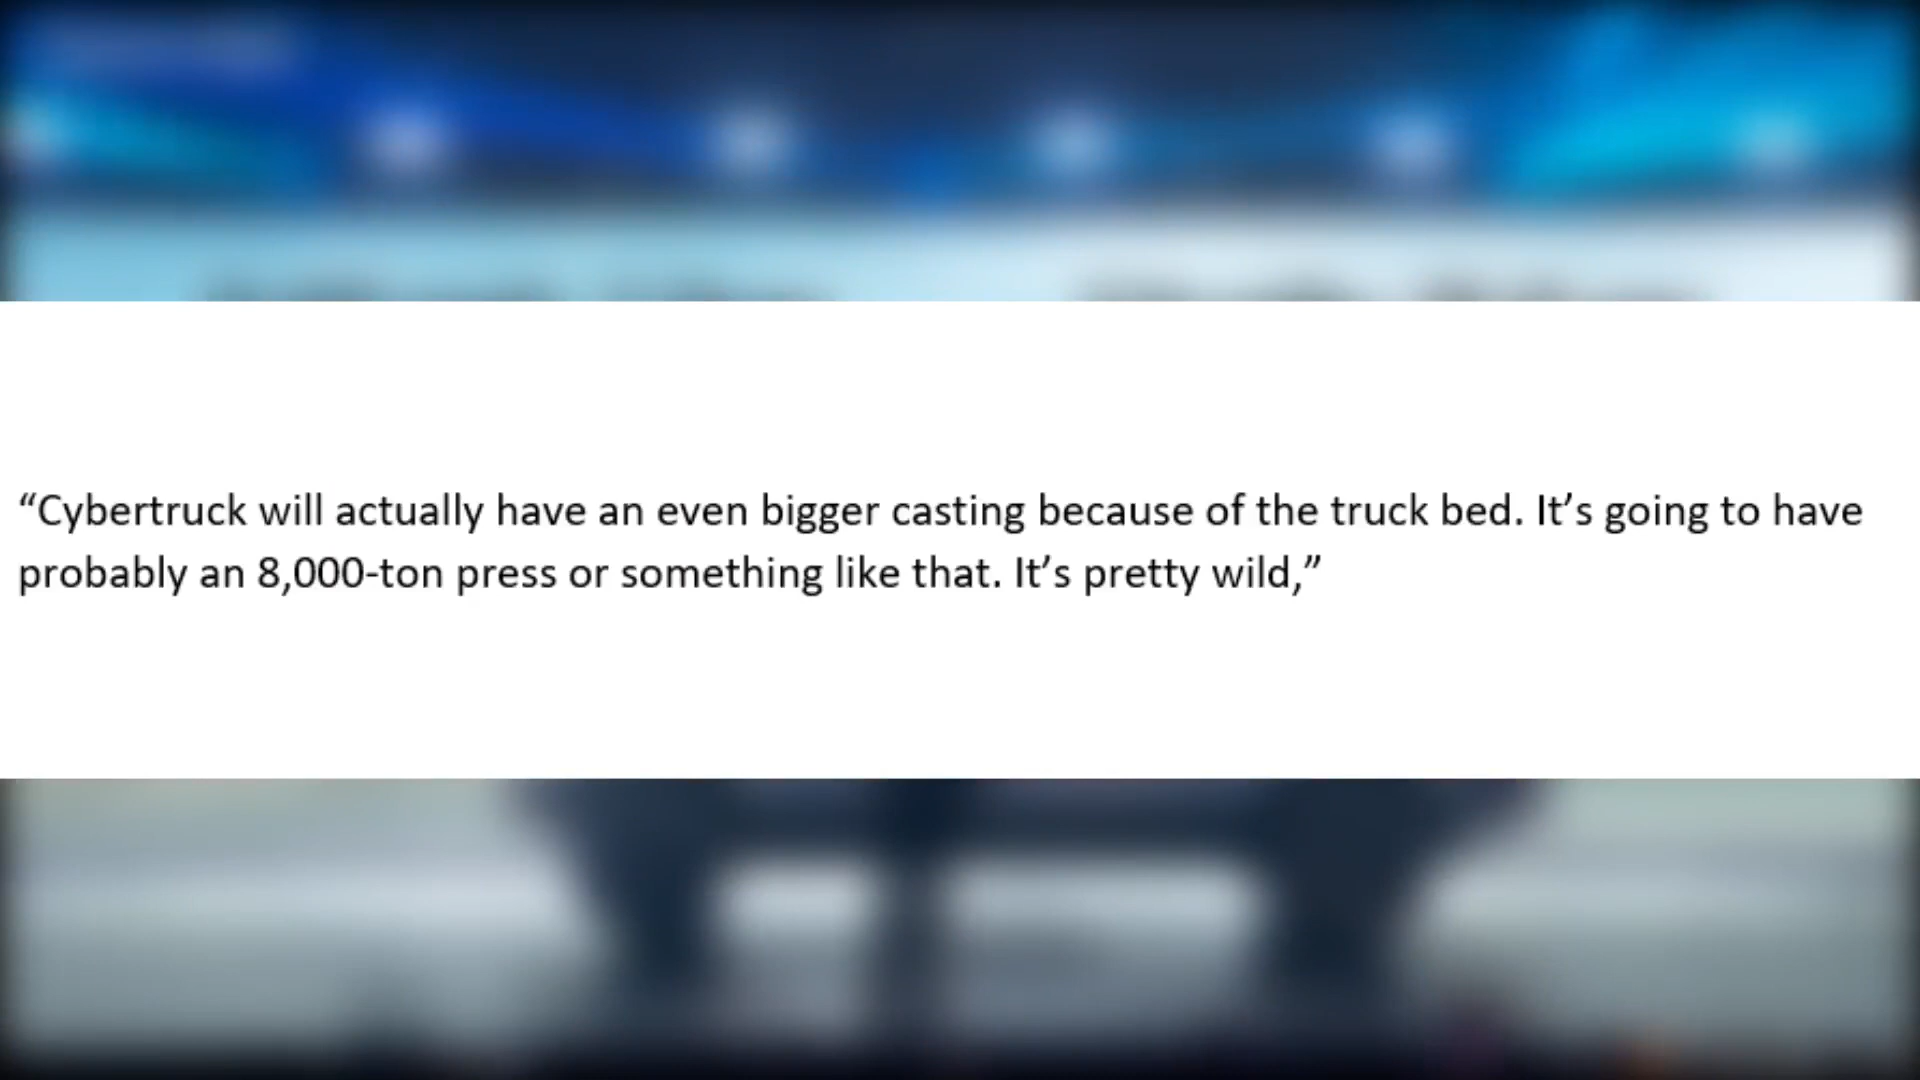 “Cybertruck will actually have an even bigger casting because of the truck bed. It’s going to have
probably an 8,000-ton press or something like that. It’s pretty wild,”